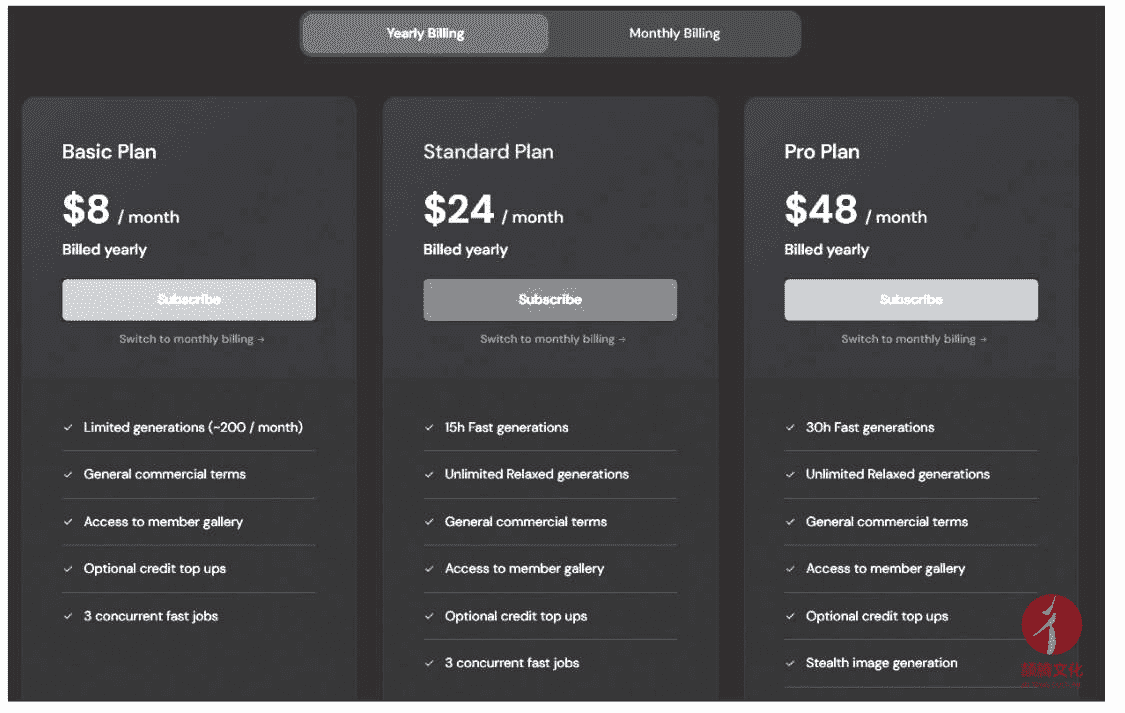 Yearly Billing
Monthly Billing
Basic Plan
$8 / month
Billed yearly
Subscribe
Switch to monthly billing →
✓ Limited generations (~200 / month)
✓ General commercial terms
✓ Access to member gallery
✓ Optional credit top ups
✓ 3 concurrent fast jobs
Standard Plan
$24 / month
Billed yearly
Subscribe
Switch to monthly billing →
✓ 15h Fast generations
✓ Unlimited Relaxed generations
✓ General commercial terms
✓ Access to member gallery
✓ Optional credit top ups
✓ 3 concurrent fast jobs
Pro Plan
$48 / month
Billed yearly
Subscribe
Switch to monthly billing →
✓ 30h Fast generations
✓ Unlimited Relaxed generations
✓ General commercial terms
✓ Access to member gallery
✓ Optional credit top ups
✓ Stealth image generation
文化